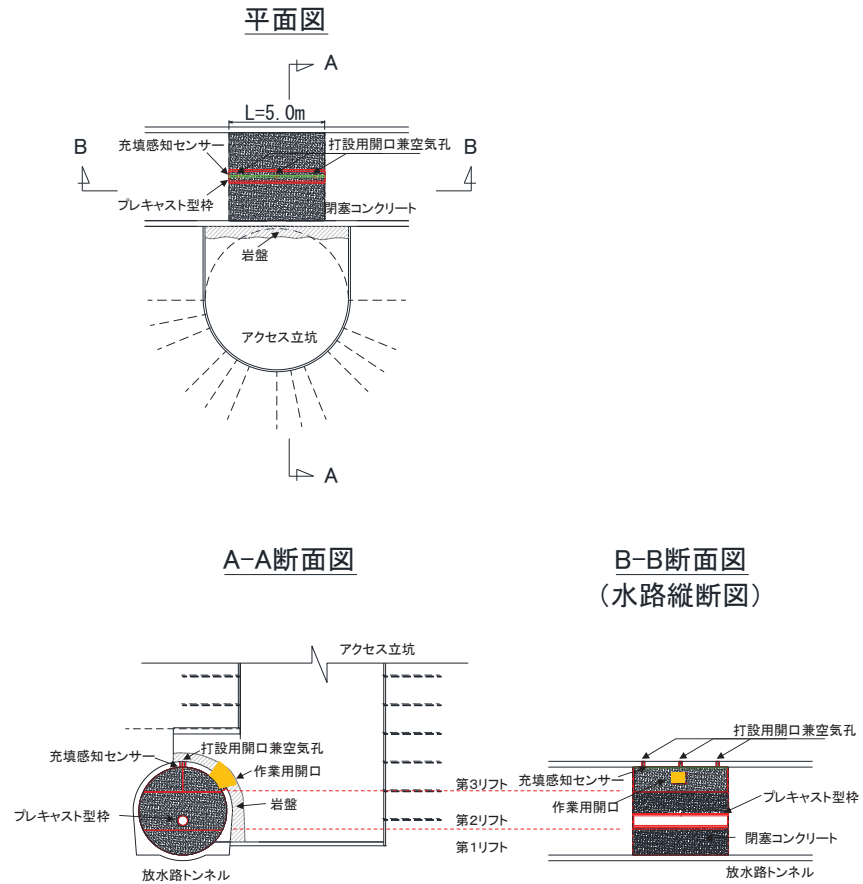 平面図
A
L=5.0m
B
充填感知センサー
打設用開口兼空気孔
B
プレキャスト型枠
閉塞コンクリート
岩盤
アクセス立坑
A
A-A断面図
B-B断面図
(水路縦断図)
アクセス立坑
打設用開口兼空気孔
充填感知センサー
打設用開口兼空気孔
作業用開口
第3リフト
充填感知センサー
作業用開口
プレキャスト型枠
プレキャスト型枠
岩盤
第2リフト
閉塞コンクリート
第1リフト
放水路トンネル
放水路トンネル